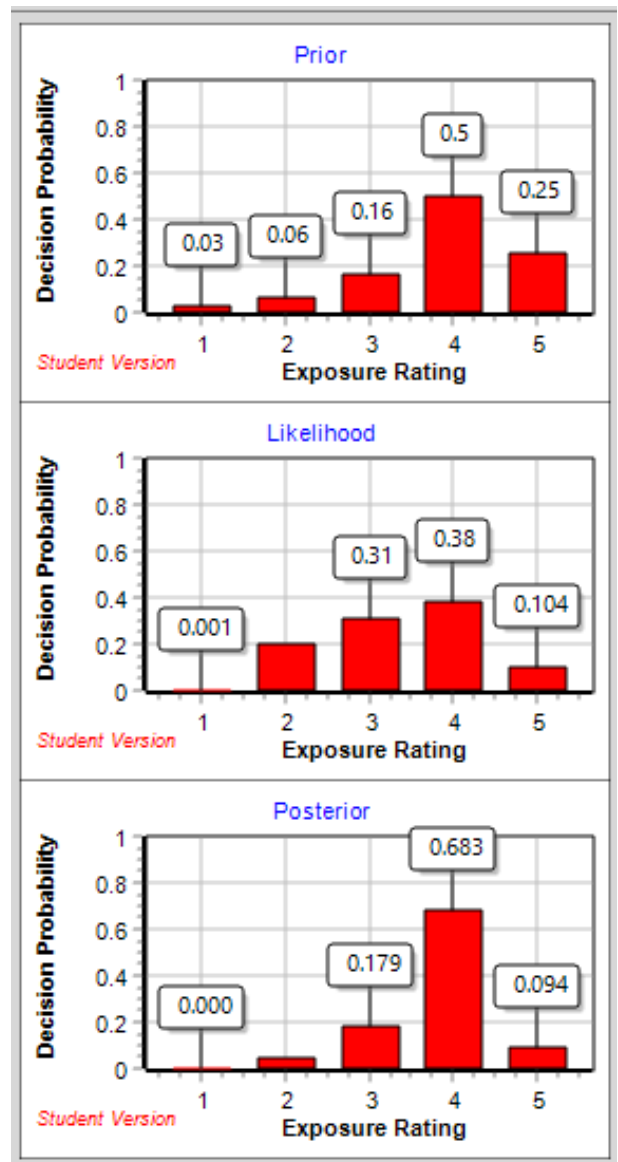 Prior
Decision Probability
1
0.8
0.6
0.4
0.2
0
0.03
0.06
0.16
0.5
0.25
1 2 3 4 5
Student Version
Exposure Rating
Likelihood
Decision Probability
1
0.8
0.6
0.4
0.2
0
0.001
0.31
0.38
0.104
1 2 3 4 5
Student Version
Exposure Rating
Posterior
Decision Probability
1
0.8
0.6
0.4
0.2
0
0.000
0.179
0.683
0.094
1 2 3 4 5
Student Version
Exposure Rating